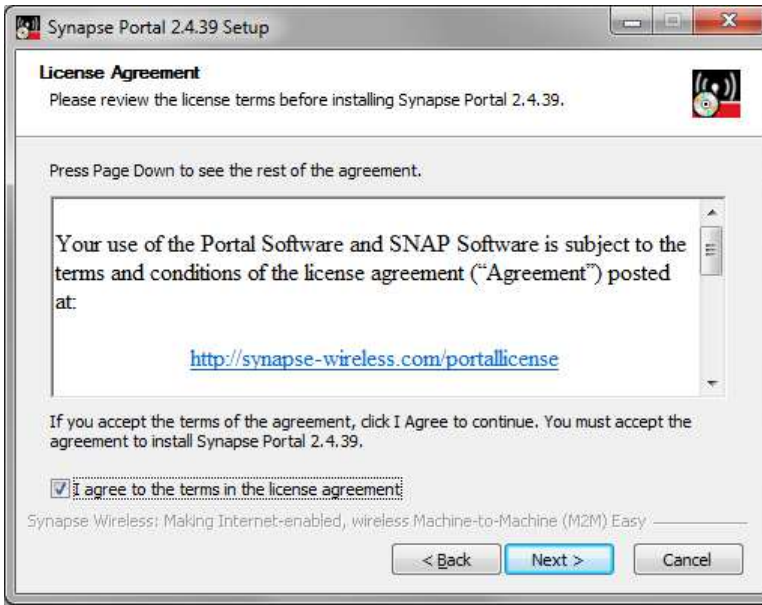 Synapse Portal 2.4.39 Setup
License Agreement
Please review the license terms before installing Synapse Portal 2.4.39.
Press Page Down to see the rest of the agreement.
Your use of the Portal Software and SNAP Software is subject to the
terms and conditions of the license agreement (“Agreement”) posted
at:
http://synapse-wireless.com/portallicense
If you accept the terms of the agreement, click I Agree to continue. You must accept the
agreement to install Synapse Portal 2.4.39.
I agree to the terms in the license agreement
Synapse Wireless: Making Internet-enabled, wireless Machine-to-Machine (M2M) Easy
< Back Next > Cancel